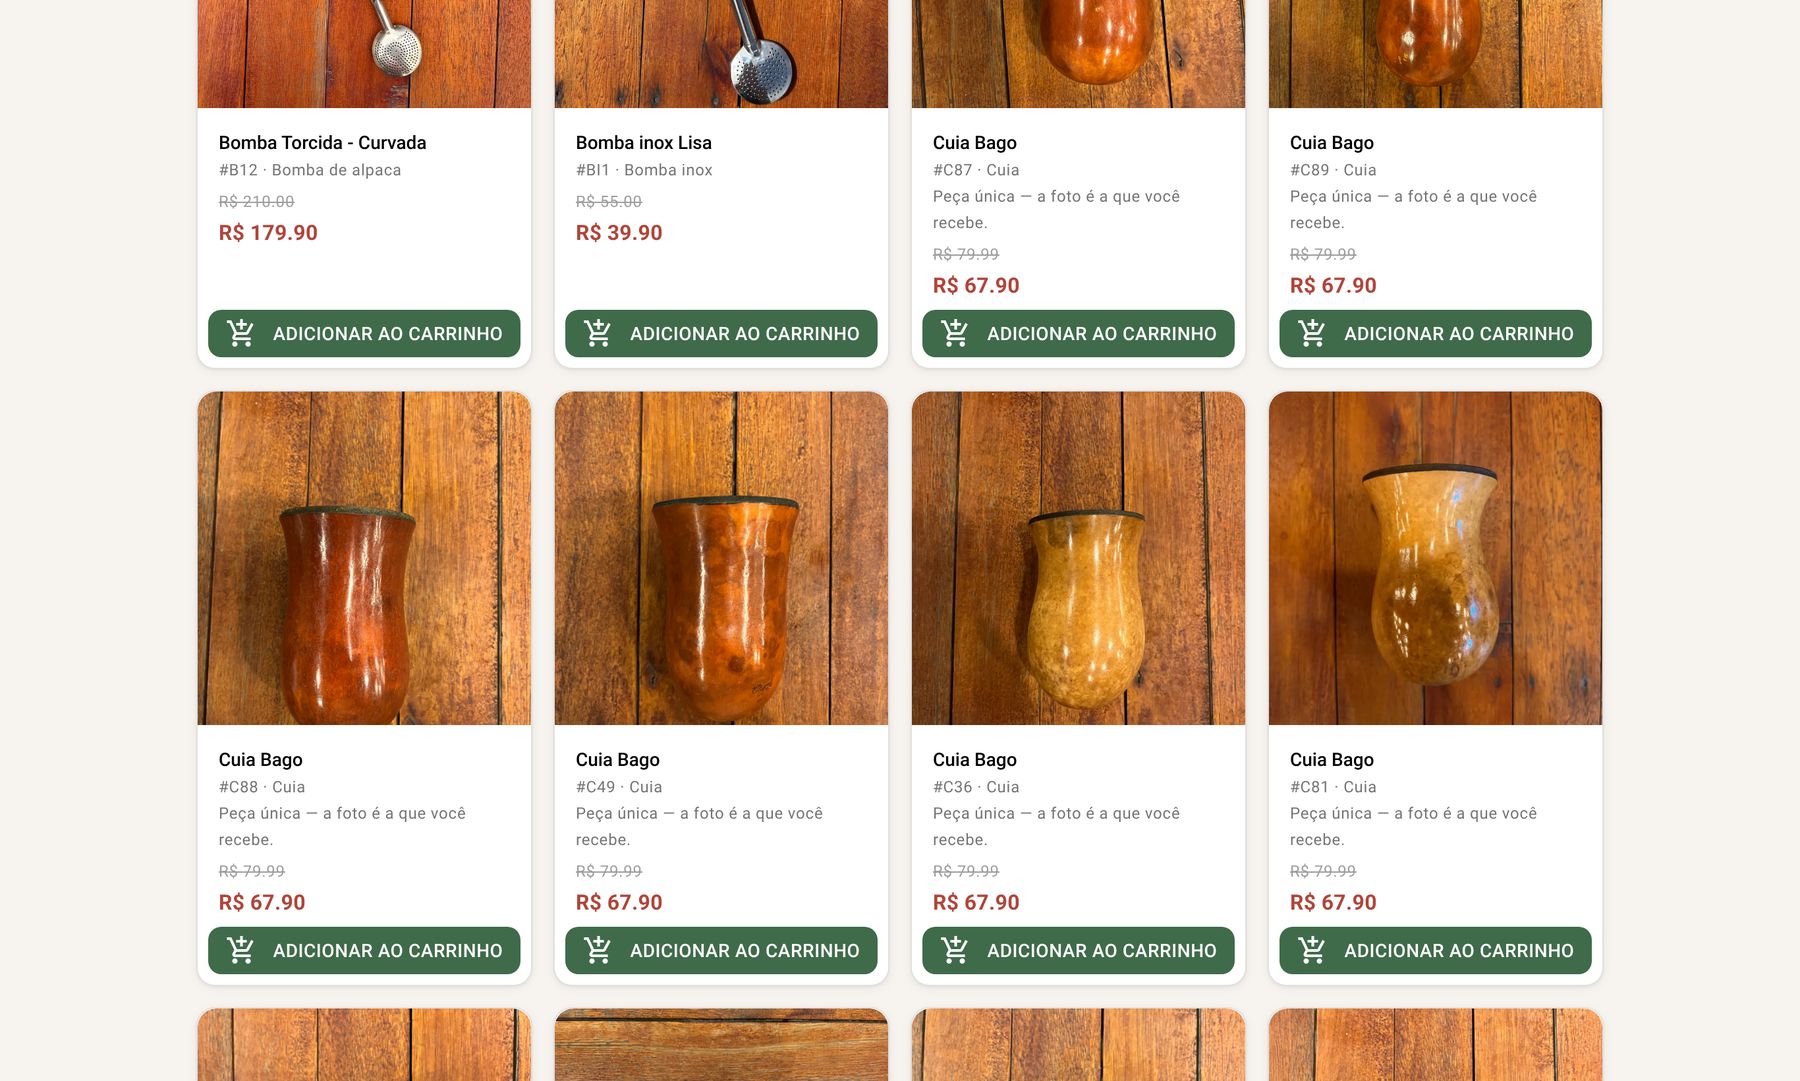 Bomba Torcida - Curvada
#B12 · Bomba de alpaca
R$ 210.00
R$ 179.90
ADICIONAR AO CARRINHO
Bomba inox Lisa
#BI1 · Bomba inox
R$ 55.00
R$ 39.90
ADICIONAR AO CARRINHO
Cuia Bago
#C87 · Cuia
Peça única — a foto é a que você
recebe.
R$ 79.99
R$ 67.90
ADICIONAR AO CARRINHO
Cuia Bago
#C89 · Cuia
Peça única — a foto é a que você
recebe.
R$ 79.99
R$ 67.90
ADICIONAR AO CARRINHO
Cuia Bago
#C88 · Cuia
Peça única — a foto é a que você
recebe.
R$ 79.99
R$ 67.90
ADICIONAR AO CARRINHO
Cuia Bago
#C49 · Cuia
Peça única — a foto é a que você
recebe.
R$ 79.99
R$ 67.90
ADICIONAR AO CARRINHO
Cuia Bago
#C36 · Cuia
Peça única — a foto é a que você
recebe.
R$ 79.99
R$ 67.90
ADICIONAR AO CARRINHO
Cuia Bago
#C81 · Cuia
Peça única — a foto é a que você
recebe.
R$ 79.99
R$ 67.90
ADICIONAR AO CARRINHO